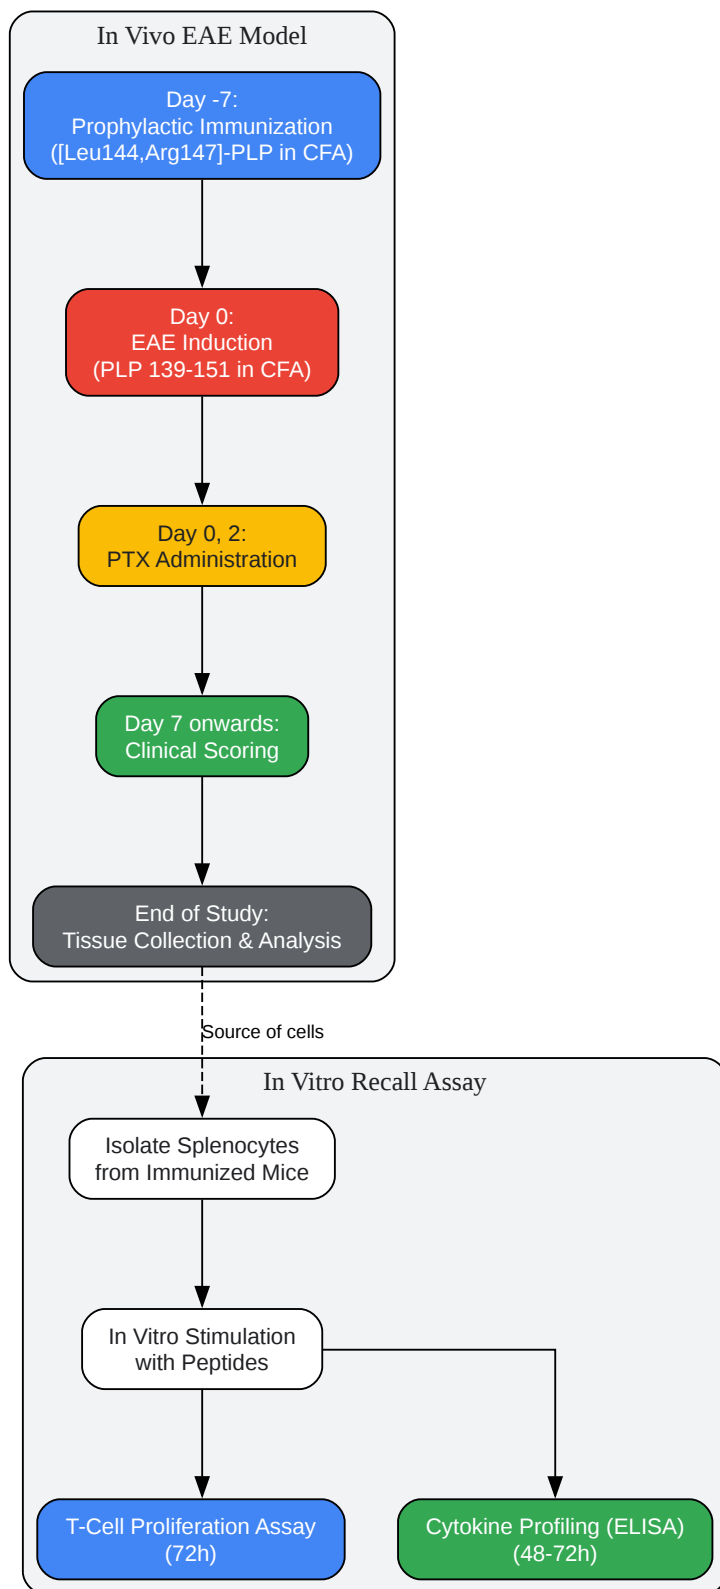 In Vivo EAE Model
Day -7:
Prophylactic Immunization
([Leu144,Arg147]-PLP in CFA)
Day 0:
EAE Induction
(PLP 139-151 in CFA)
Day 0, 2:
PTX Administration
Day 7 onwards:
Clinical Scoring
End of Study:
Tissue Collection & Analysis
Source of cells
In Vitro Recall Assay
Isolate Splenocytes
from Immunized Mice
In Vitro Stimulation
with Peptides
T-Cell Proliferation Assay
(72h)
Cytokine Profiling (ELISA)
(48-72h)